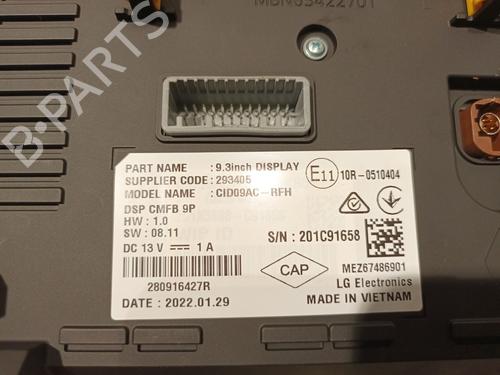 MBN65422701
PART NAME : 9.3inch DISPLAY
SUPPLIER CODE : 293405
MODEL NAME : CID09AC-RFH
DSP CMFB 9P
HW : 1.0
SW : 08.11
DC 13 V 1 A
280916427R
DATE : 2022.01.29
E11 10R-0510404
S/N : 201C91658
CAP
MEZ67486901
LG Electronics
MADE IN VIETNAM
B-PARTS